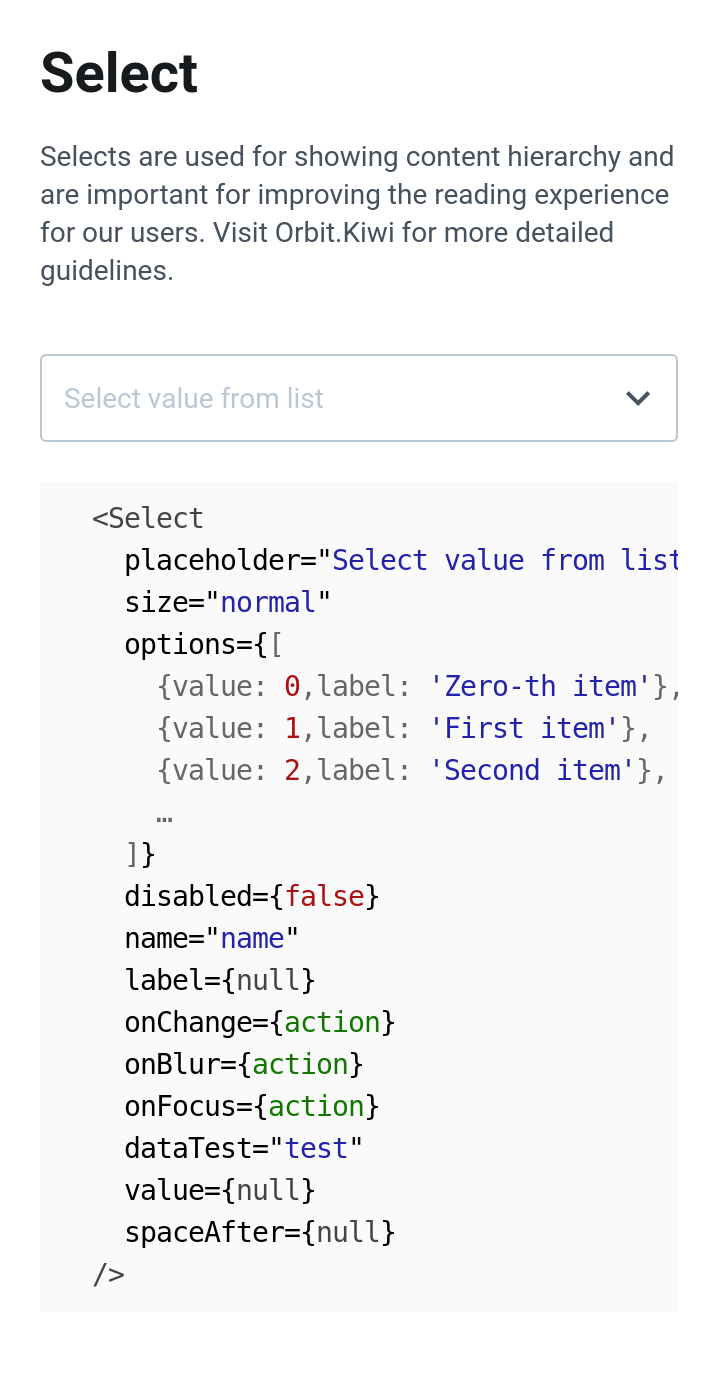 Select
Selects are used for showing content hierarchy and
are important for improving the reading experience
for our users. Visit Orbit.Kiwi for more detailed
guidelines.
Select value from list
<Select
placeholder="Select value from list
size="normal"
options={[
{value: 0,label: 'Zero-th item'},
{value: 1,label: 'First item'},
{value: 2,label: 'Second item'},
…
]}
disabled={false}
name="name"
label={null}
onChange={action}
onBlur={action}
onFocus={action}
dataTest="test"
value={null}
spaceAfter={null}
/>